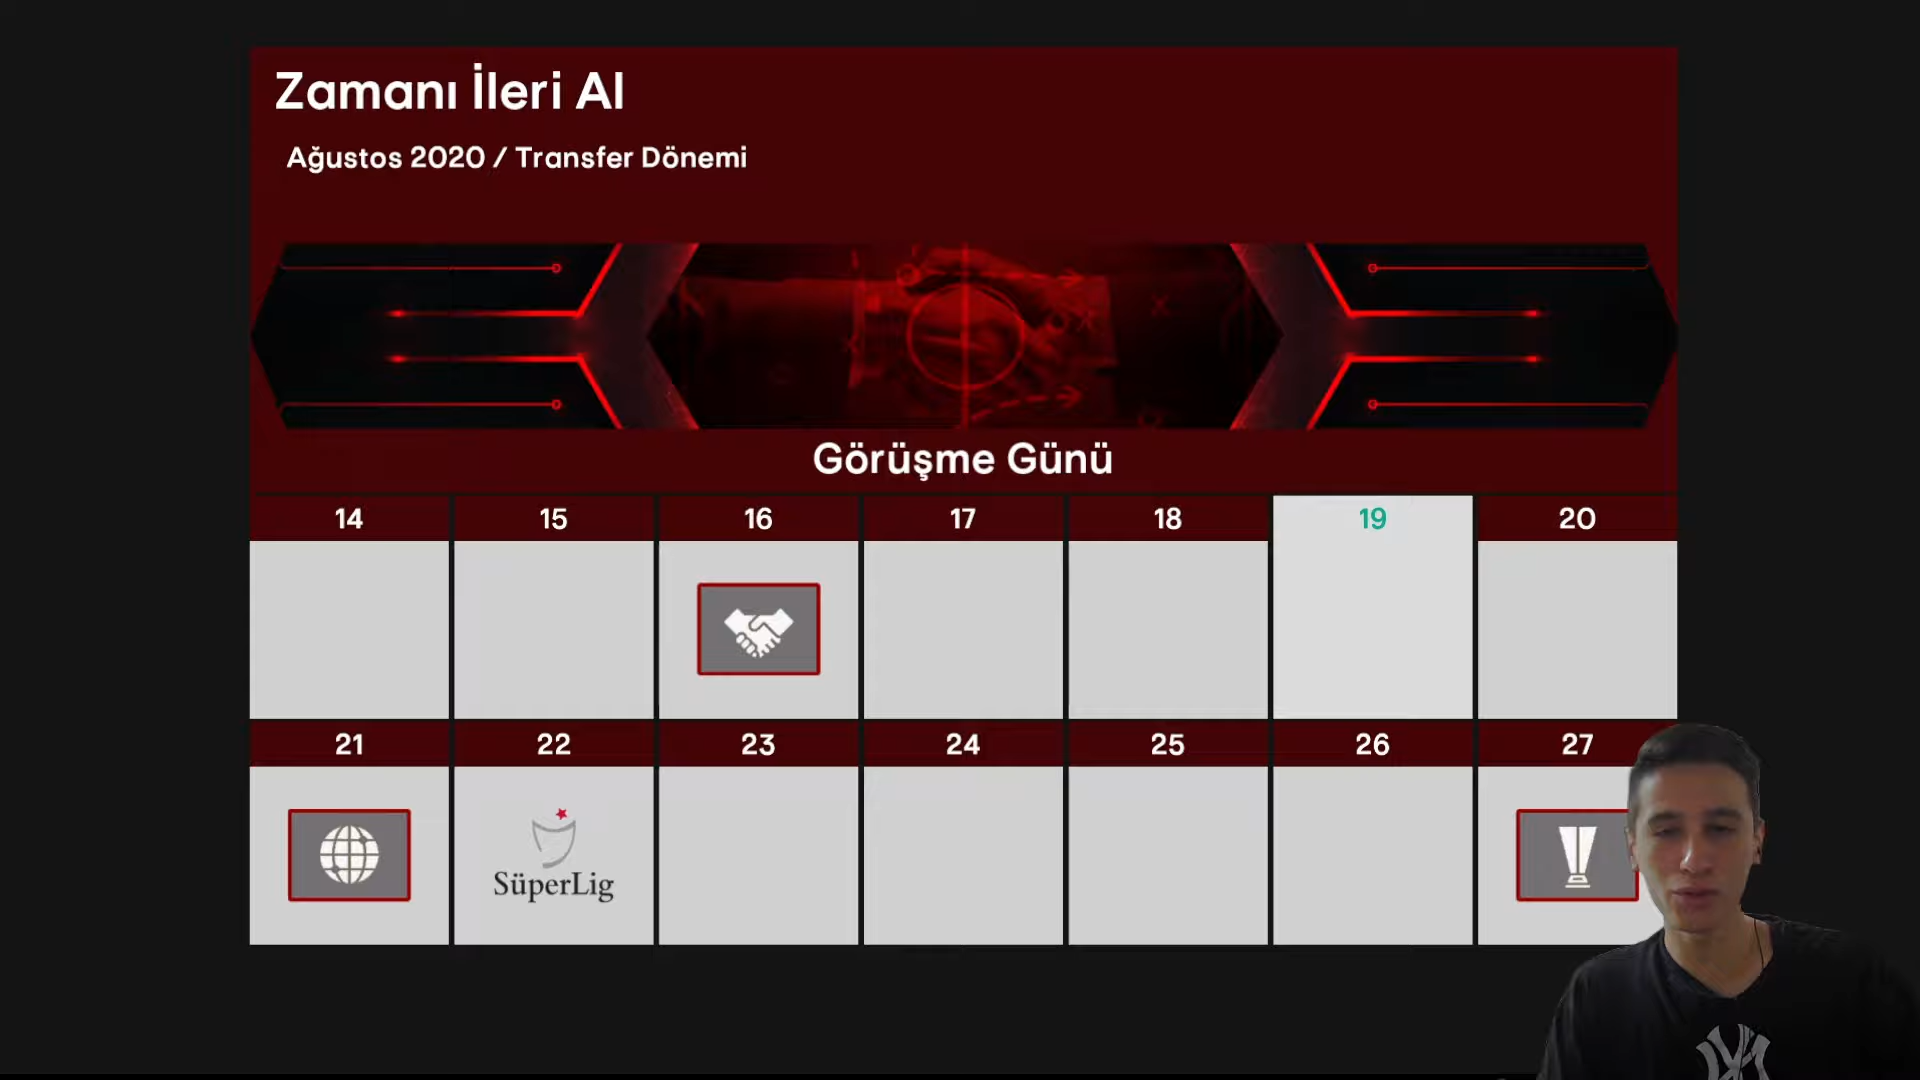 Zamanı İleri Al
Ağustos 2020 / Transfer Dönemi
Görüşme Günü
14 15 16 17 18 19 20
21 22 23 24 25 26 27
SüperLig
NY